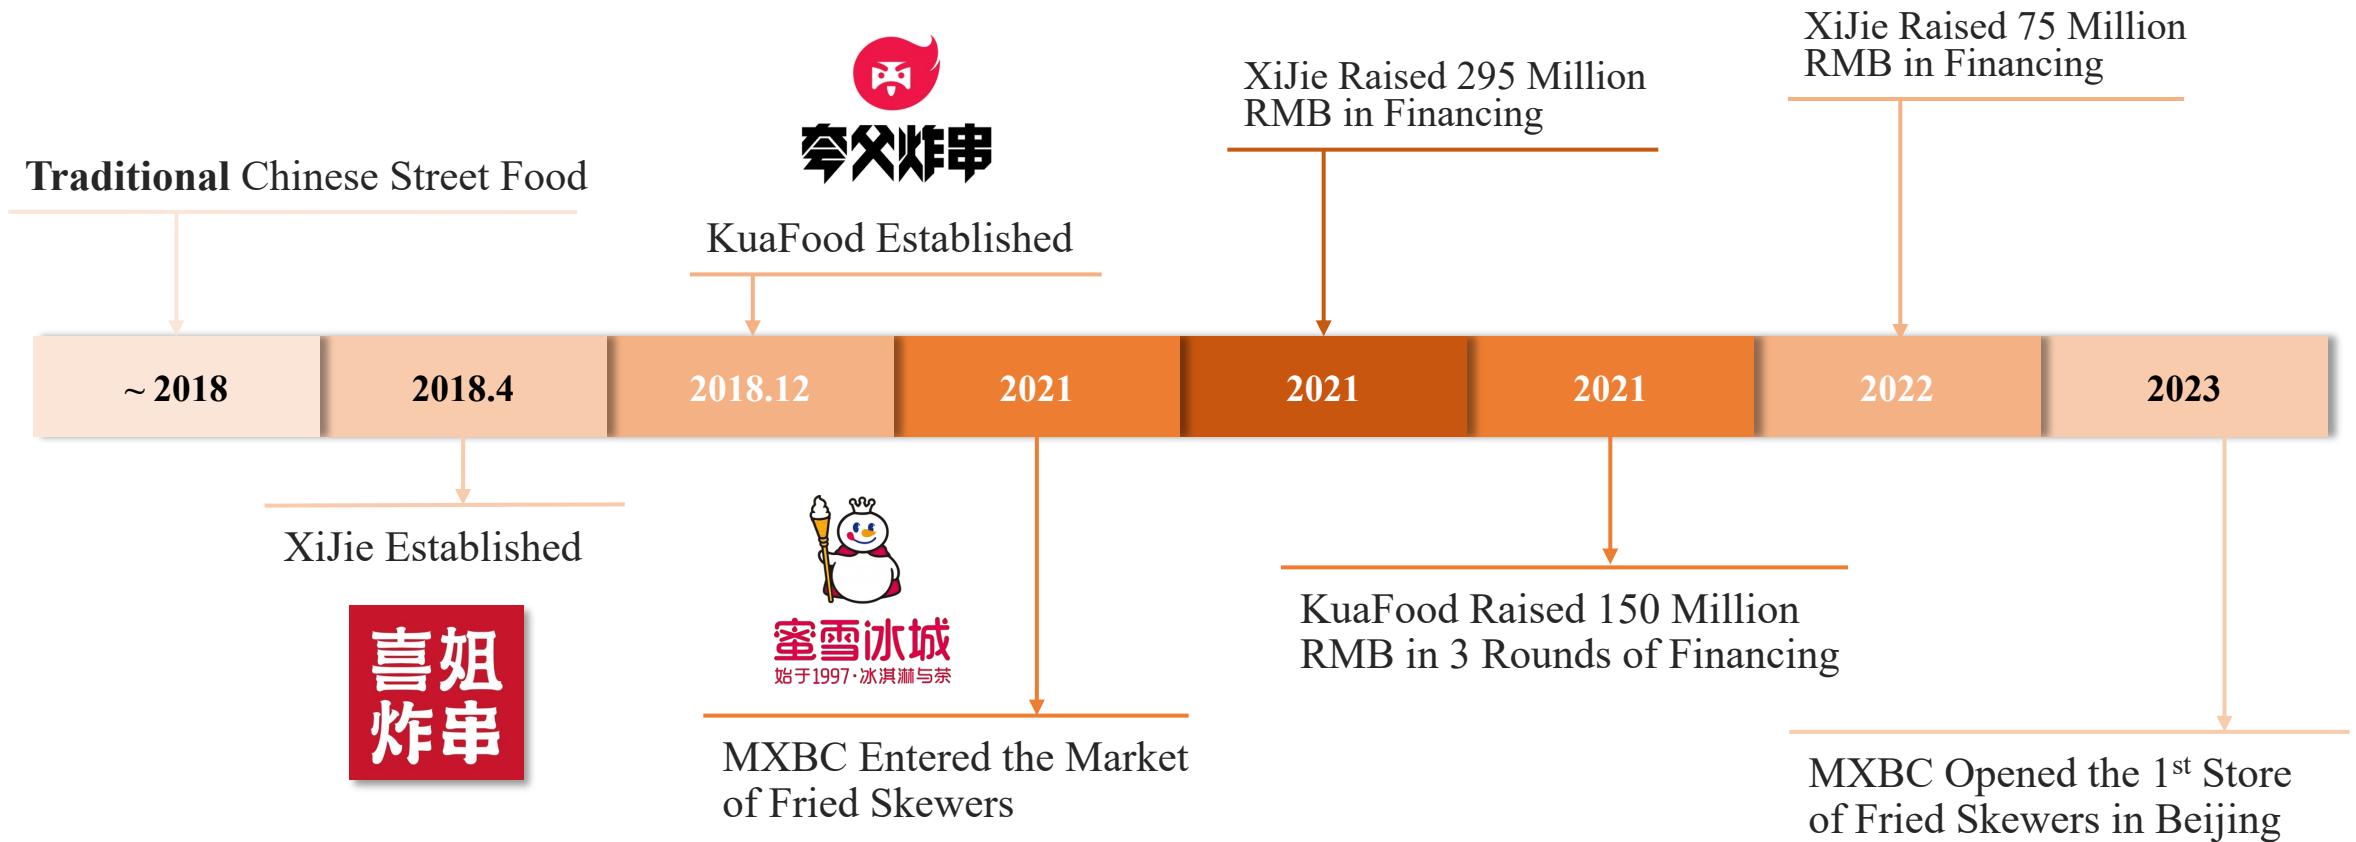 XiJie Raised 75 Million
RMB in Financing
XiJie Raised 295 Million
RMB in Financing
夸父炸串
Traditional Chinese Street Food
KuaFood Established
~ 2018
2018.4
2018.12
2021
2021
2021
2022
2023
XiJie Established
喜姐
炸串
蜜雪冰城
始于1997·冰淇淋与茶
MXBC Entered the Market
of Fried Skewers
KuaFood Raised 150 Million
RMB in 3 Rounds of Financing
MXBC Opened the 1st Store
of Fried Skewers in Beijing